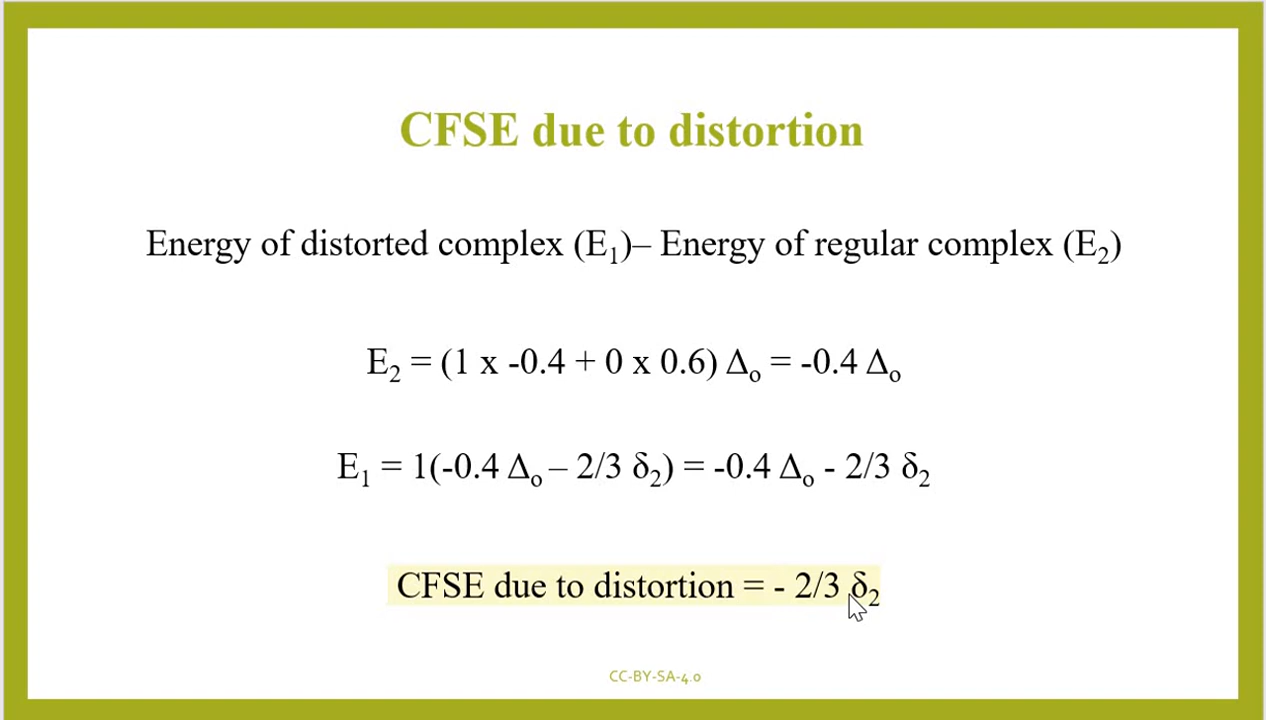 CFSE due to distortion
Energy of distorted complex (E₁)– Energy of regular complex (E₂)
E₂ = (1 x -0.4 + 0 x 0.6) Δₒ = -0.4 Δₒ
E₁ = 1(-0.4 Δₒ – 2/3 δ₂) = -0.4 Δₒ - 2/3 δ₂
CFSE due to distortion = - 2/3 δ₂
CC-BY-SA-4.0